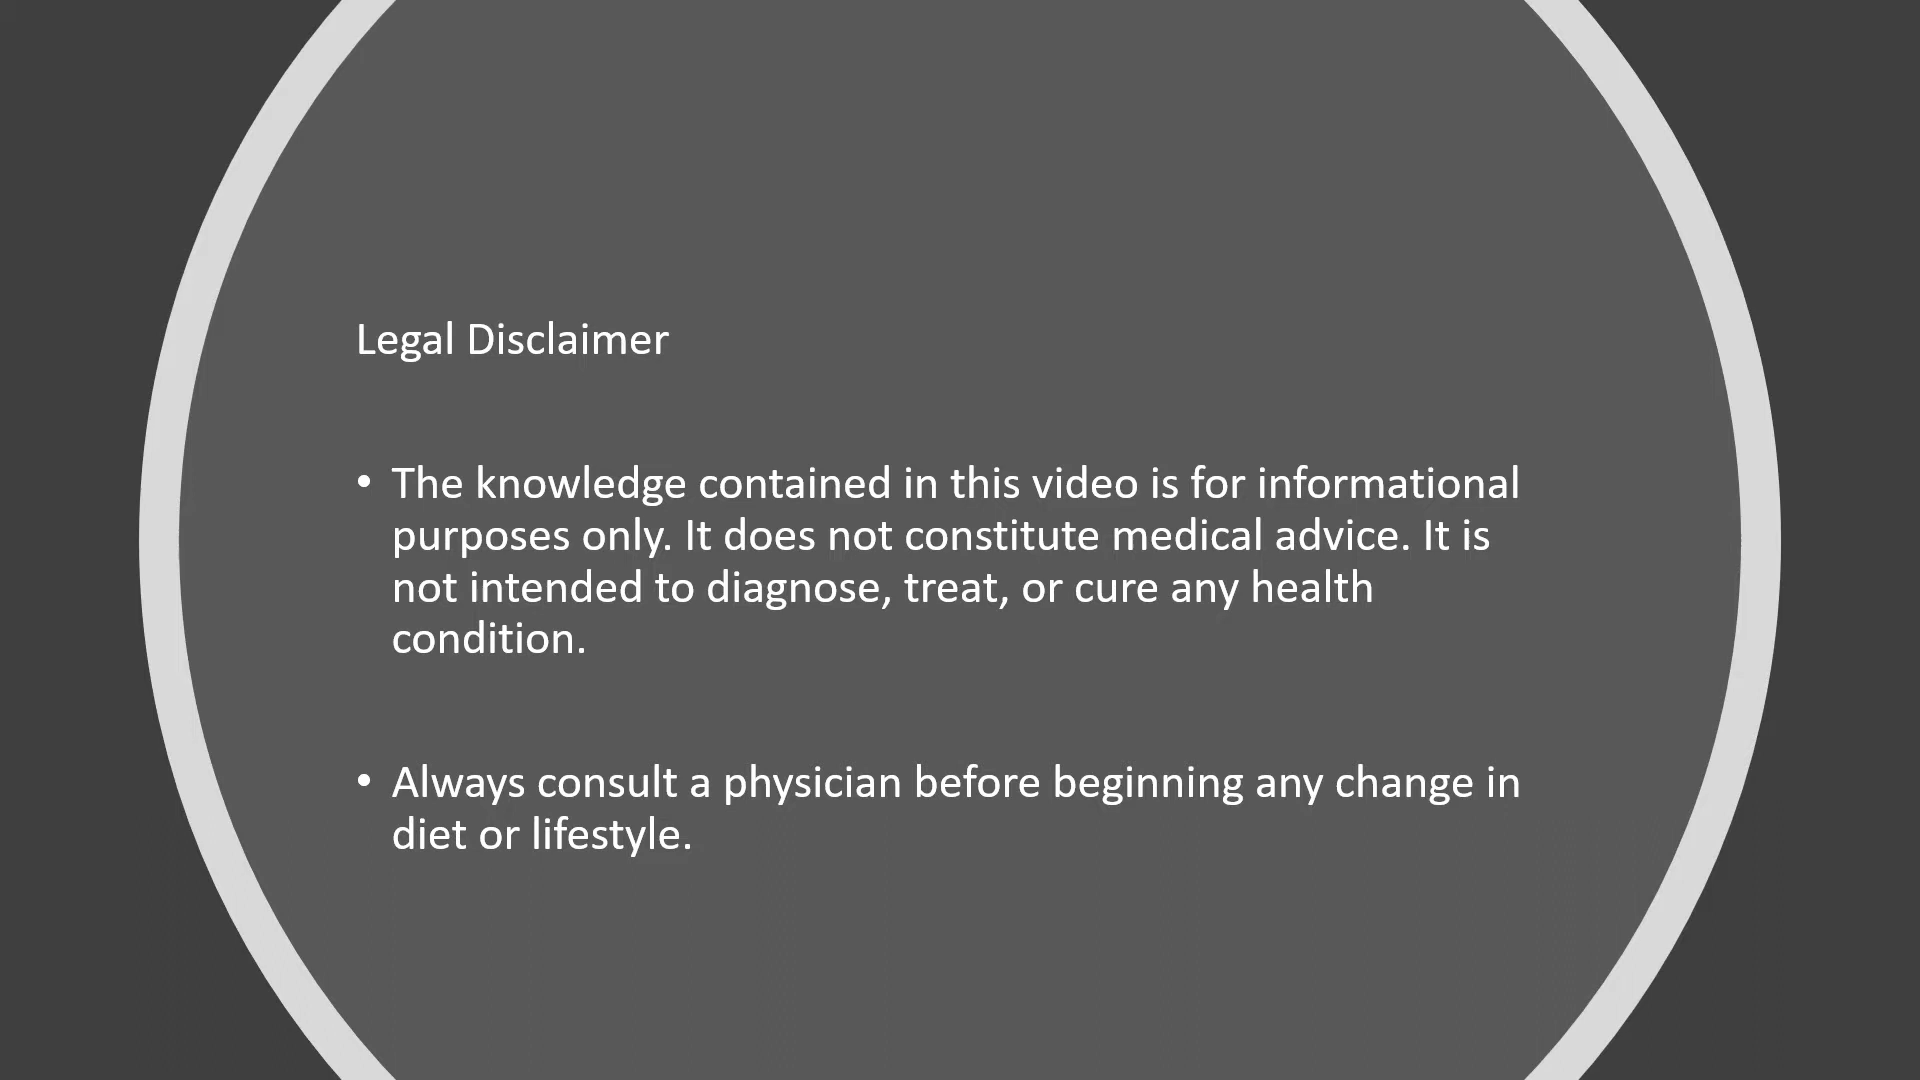 Legal Disclaimer
• The knowledge contained in this video is for informational
purposes only. It does not constitute medical advice. It is
not intended to diagnose, treat, or cure any health
condition.
• Always consult a physician before beginning any change in
diet or lifestyle.